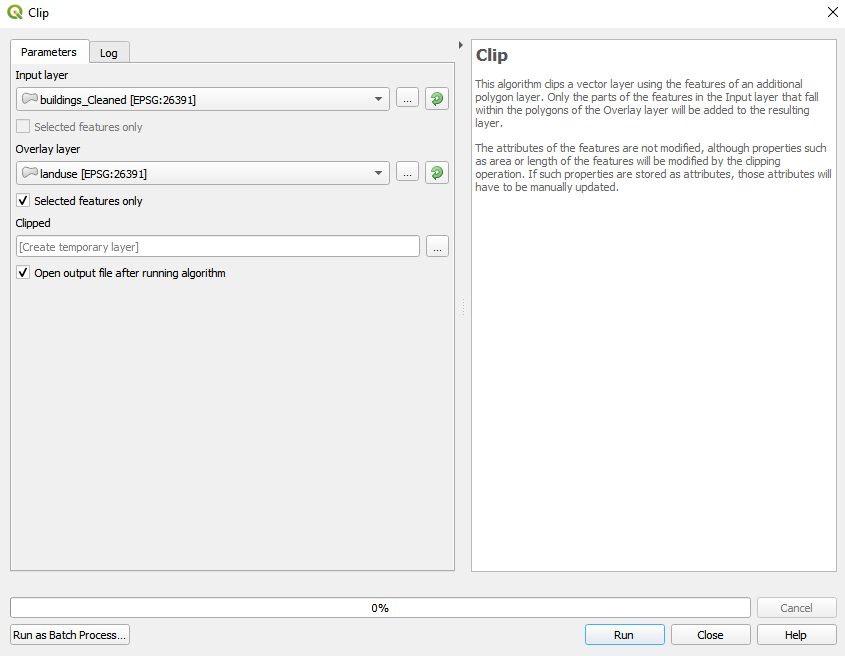 Clip
Parameters
Log
Input layer
buildings_Cleaned [EPSG:26391]
...
Selected features only
Overlay layer
landuse [EPSG:26391]
...
Selected features only
Clipped
[Create temporary layer]
...
Open output file after running algorithm
Clip
This algorithm clips a vector layer using the features of an additional
polygon layer. Only the parts of the features in the Input layer that fall
within the polygons of the Overlay layer will be added to the resulting
layer.
The attributes of the features are not modified, although properties such
as area or length of the features will be modified by the clipping
operation. If such properties are stored as attributes, those attributes will
have to be manually updated.
0%
Cancel
Run as Batch Process...
Run
Close
Help